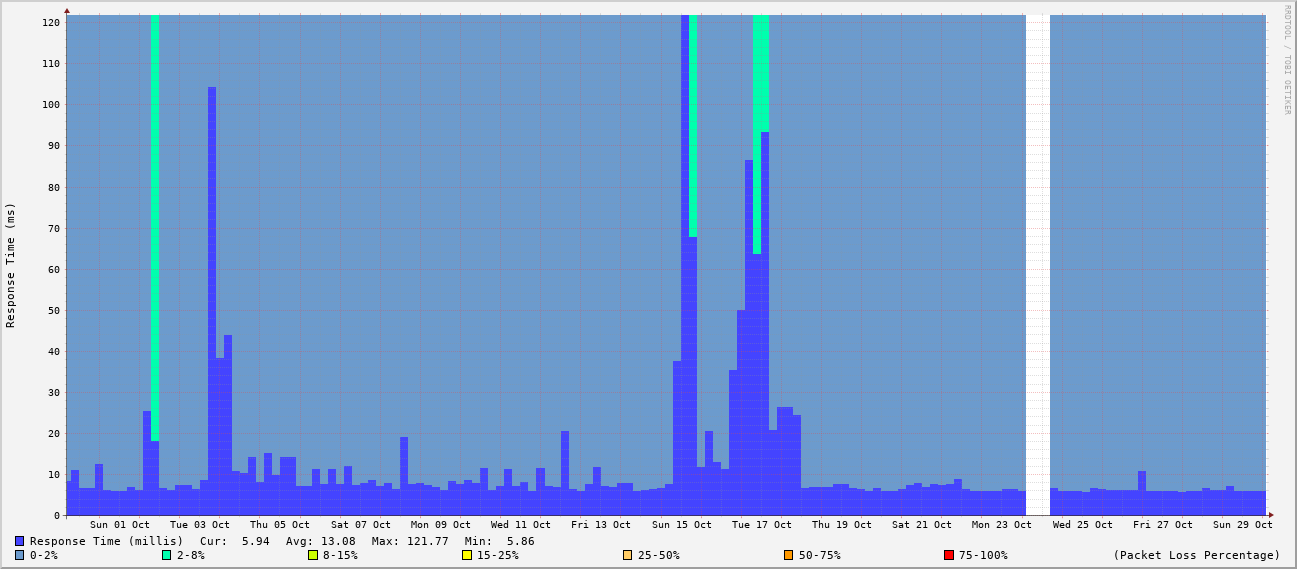 RRDTOOL / TOBI OETIKER
Response Time (ms)
120
110
100
90
80
70
60
50
40
30
20
10
0
Sun 01 Oct Tue 03 Oct Thu 05 Oct Sat 07 Oct Mon 09 Oct Wed 11 Oct Fri 13 Oct Sun 15 Oct Tue 17 Oct Thu 19 Oct Sat 21 Oct Mon 23 Oct Wed 25 Oct Fri 27 Oct Sun 29 Oct
Response Time (millis) Cur: 5.94 Avg: 13.08 Max: 121.77 Min: 5.86
0-2% 2-8% 8-15% 15-25% 25-50% 50-75% 75-100% (Packet Loss Percentage)